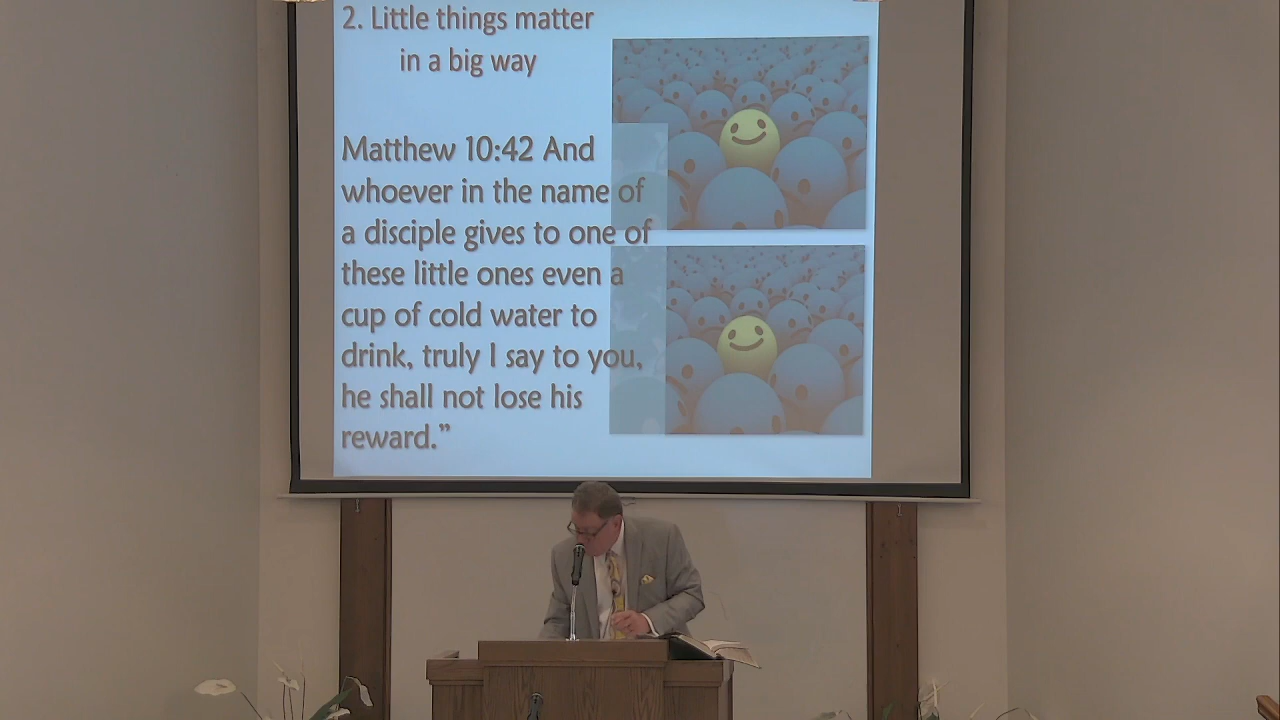 2. Little things matter
in a big way
Matthew 10:42 And
whoever in the name of
a disciple gives to one of
these little ones even a
cup of cold water to
drink, truly I say to you,
he shall not lose his
reward.”